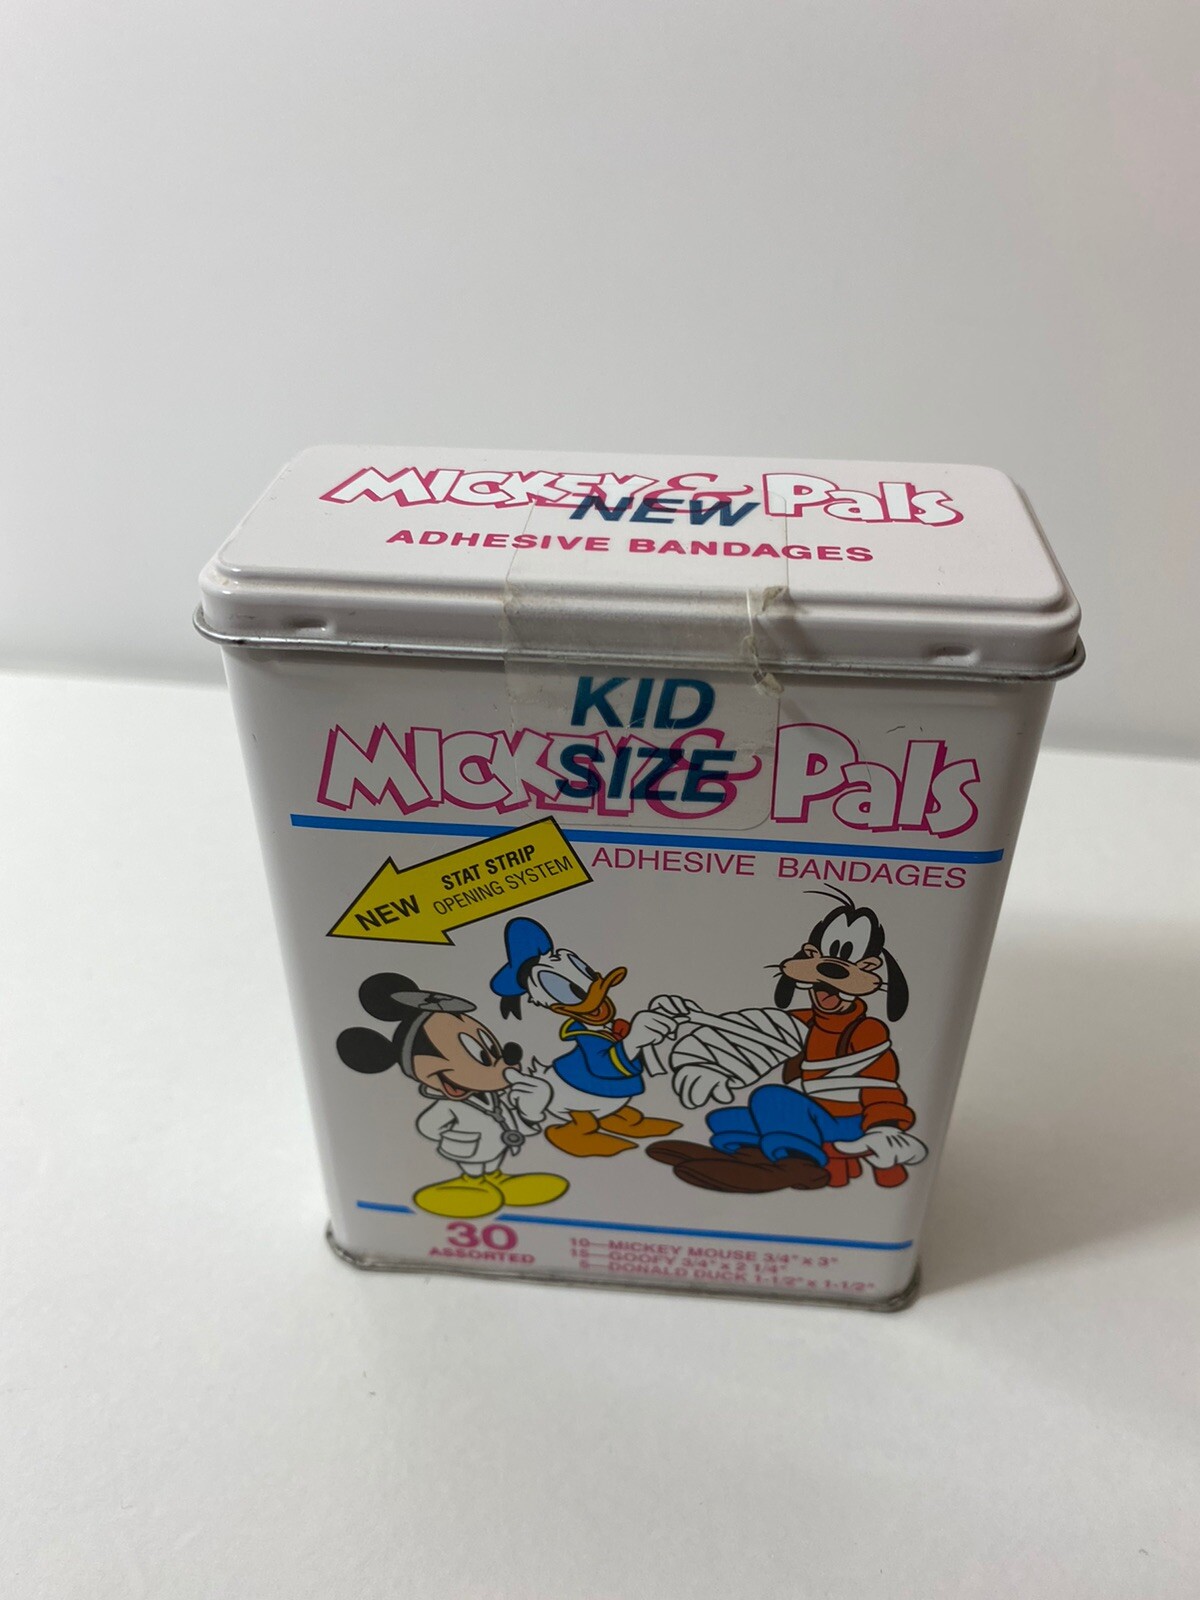 MICKEY & Pals
NEW
ADHESIVE BANDAGES
KID
SIZE
MICKEY & Pals
ADHESIVE BANDAGES
NEW STAT STRIP
OPENING SYSTEM
30
ASSORTED
10—MICKEY MOUSE 3/4" x 3"
15—GOOFY 3/4" x 2 1/4"
5—DONALD DUCK 1-1/2" x 1-1/2"